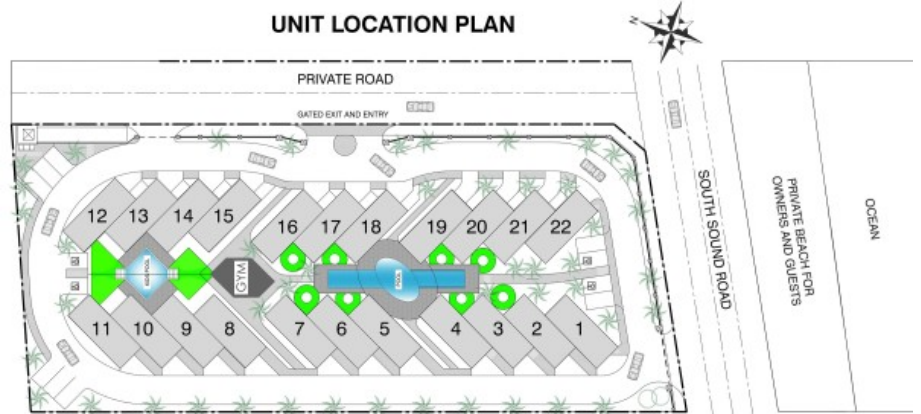 UNIT LOCATION PLAN
N
PRIVATE ROAD
GATED EXIT AND ENTRY
12 13 14 15
16 17 18
19 20 21 22
KIDS POOL
GYM
POOL
11 10 9 8
7 6 5
4 3 2 1
SOUTH SOUND ROAD
PRIVATE BEACH FOR
OWNERS AND GUESTS
OCEAN